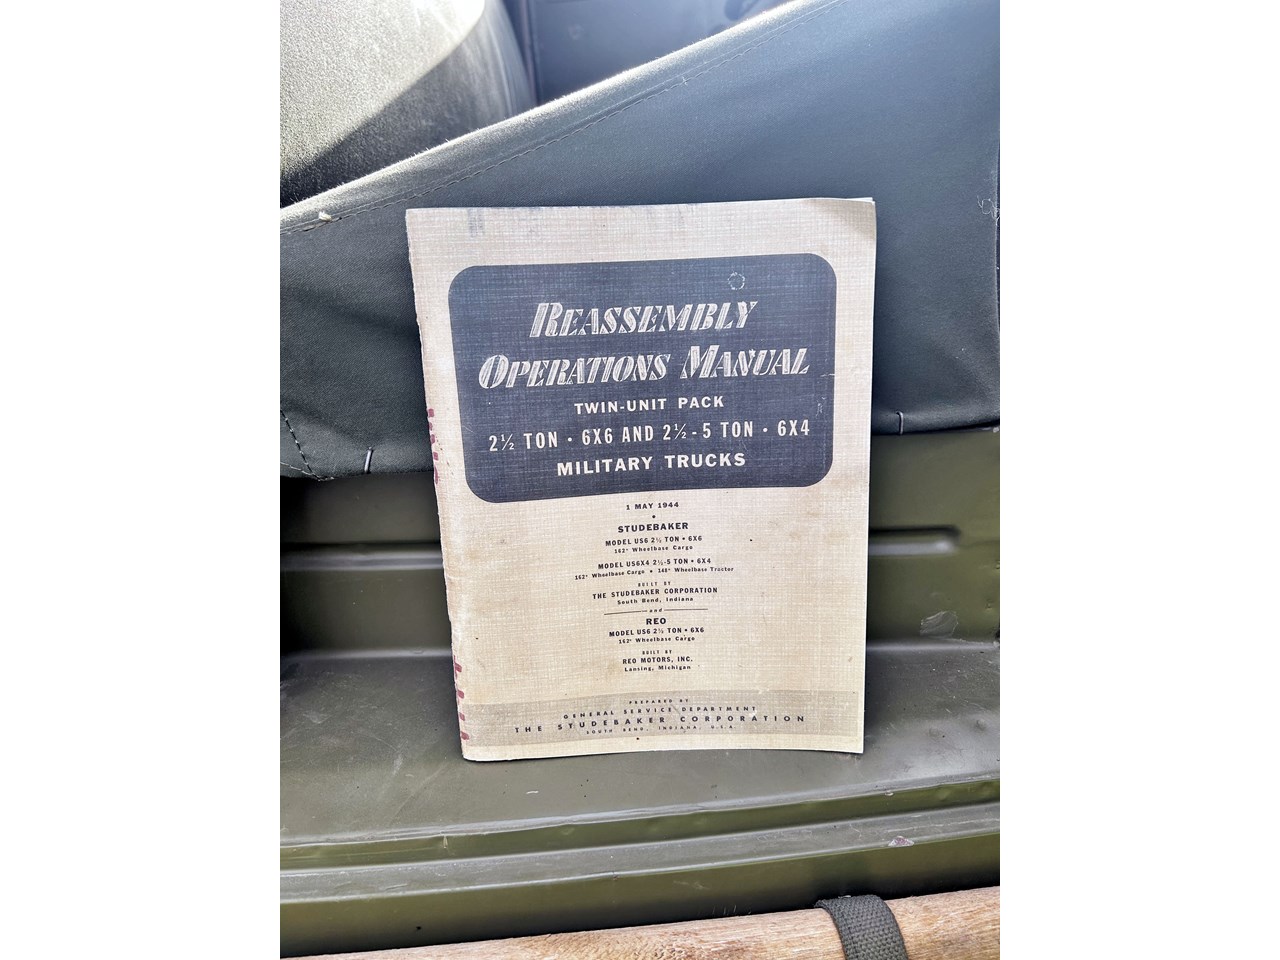 REASSEMBLY
OPERATIONS MANUAL
TWIN-UNIT PACK
2½ TON · 6X6 AND 2½-5 TON · 6X4
MILITARY TRUCKS
1 MAY 1944
•
STUDEBAKER
MODEL US6 2½ TON • 6X6
162" Wheelbase Cargo
MODEL US6X4 2½-5 TON • 6X4
162" Wheelbase Cargo • 148" Wheelbase Tractor
BUILT BY
THE STUDEBAKER CORPORATION
South Bend, Indiana
and
REO
MODEL US6 2½ TON • 6X6
162" Wheelbase Cargo
BUILT BY
REO MOTORS, INC.
Lansing, Michigan
PREPARED BY
GENERAL SERVICE DEPARTMENT
THE STUDEBAKER CORPORATION
SOUTH BEND, INDIANA, U.S.A.